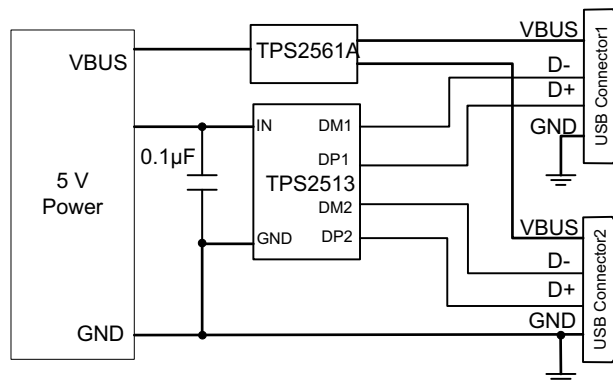 VBUS
TPS2561A
VBUS
D-
D+
GND
USB Connector1
5 V
Power
0.1µF
IN
DM1
DP1
TPS2513
DM2
GND
DP2
VBUS
D-
D+
GND
USB Connector2
GND